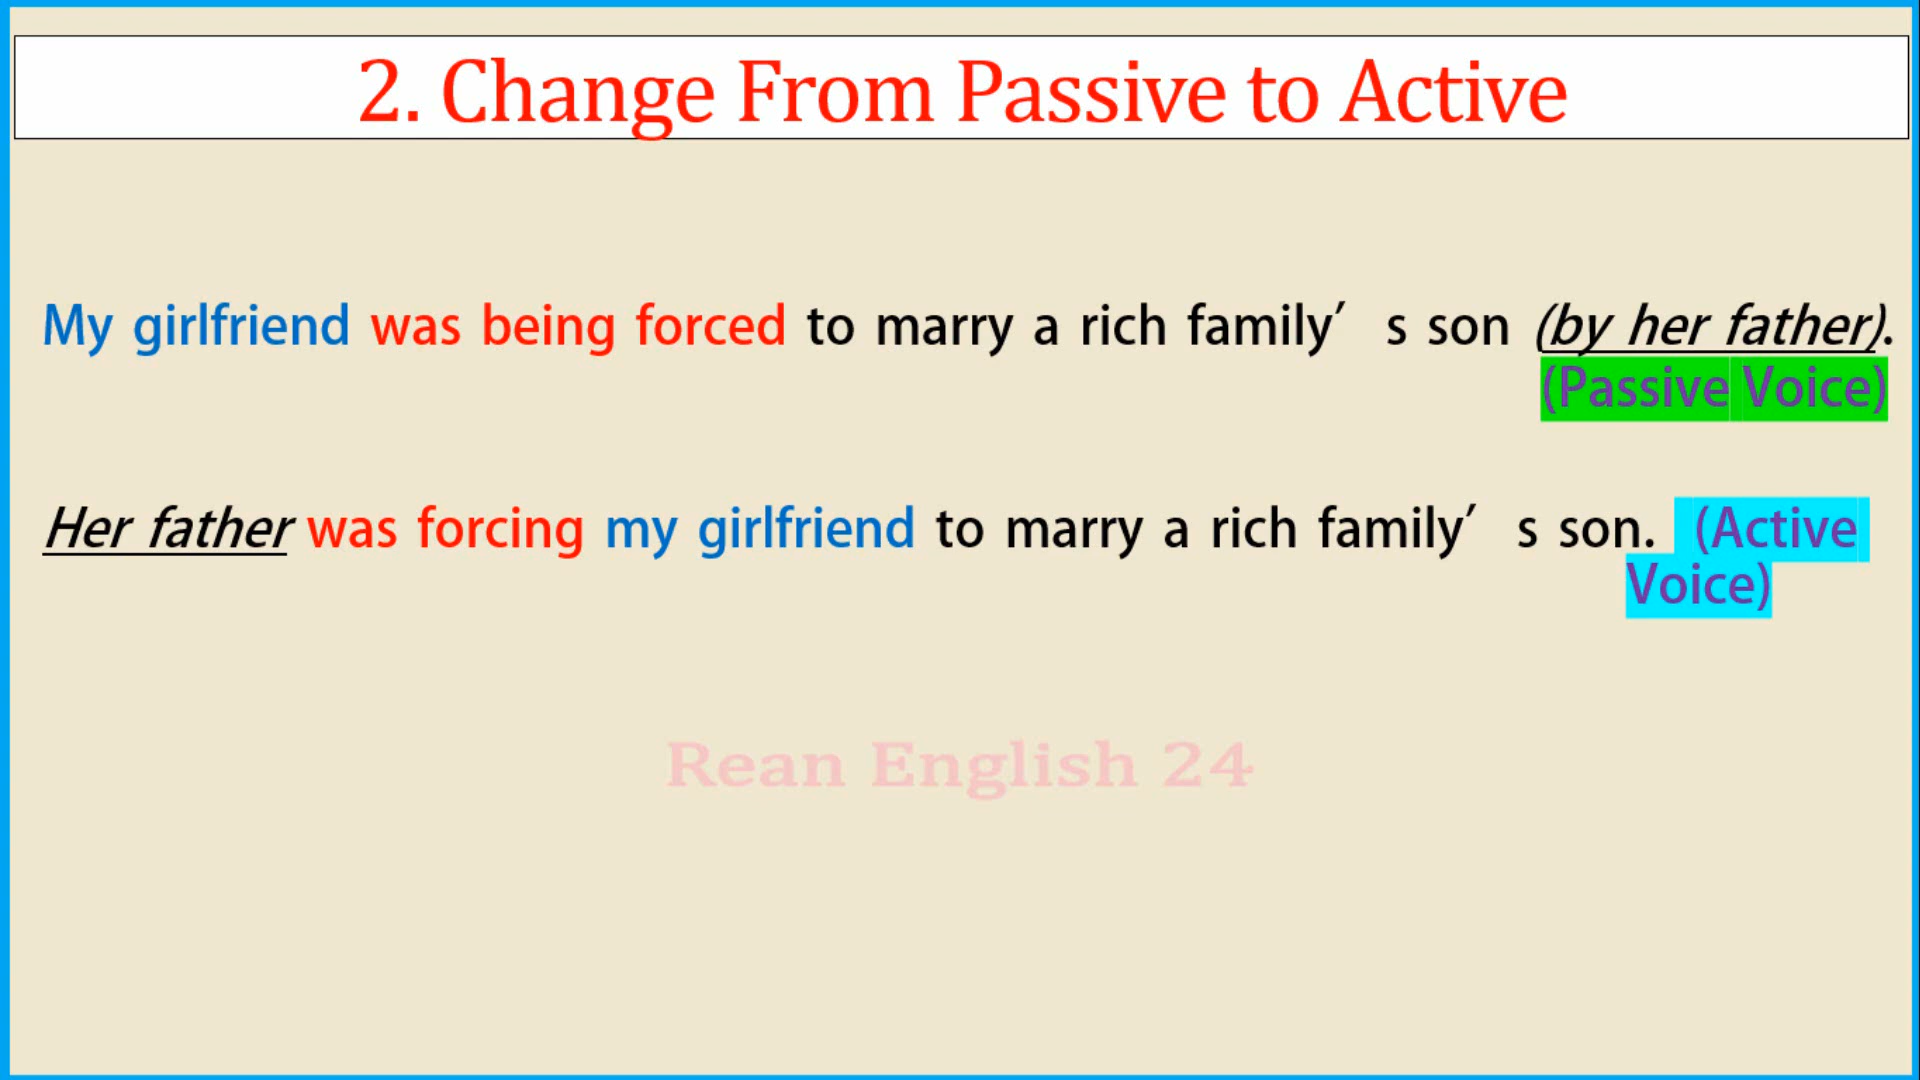 2. Change From Passive to Active
My girlfriend was being forced to marry a rich family′ s son (by her father).
(Passive Voice)
Her father was forcing my girlfriend to marry a rich family′ s son. (Active
Voice)
Rean English 24